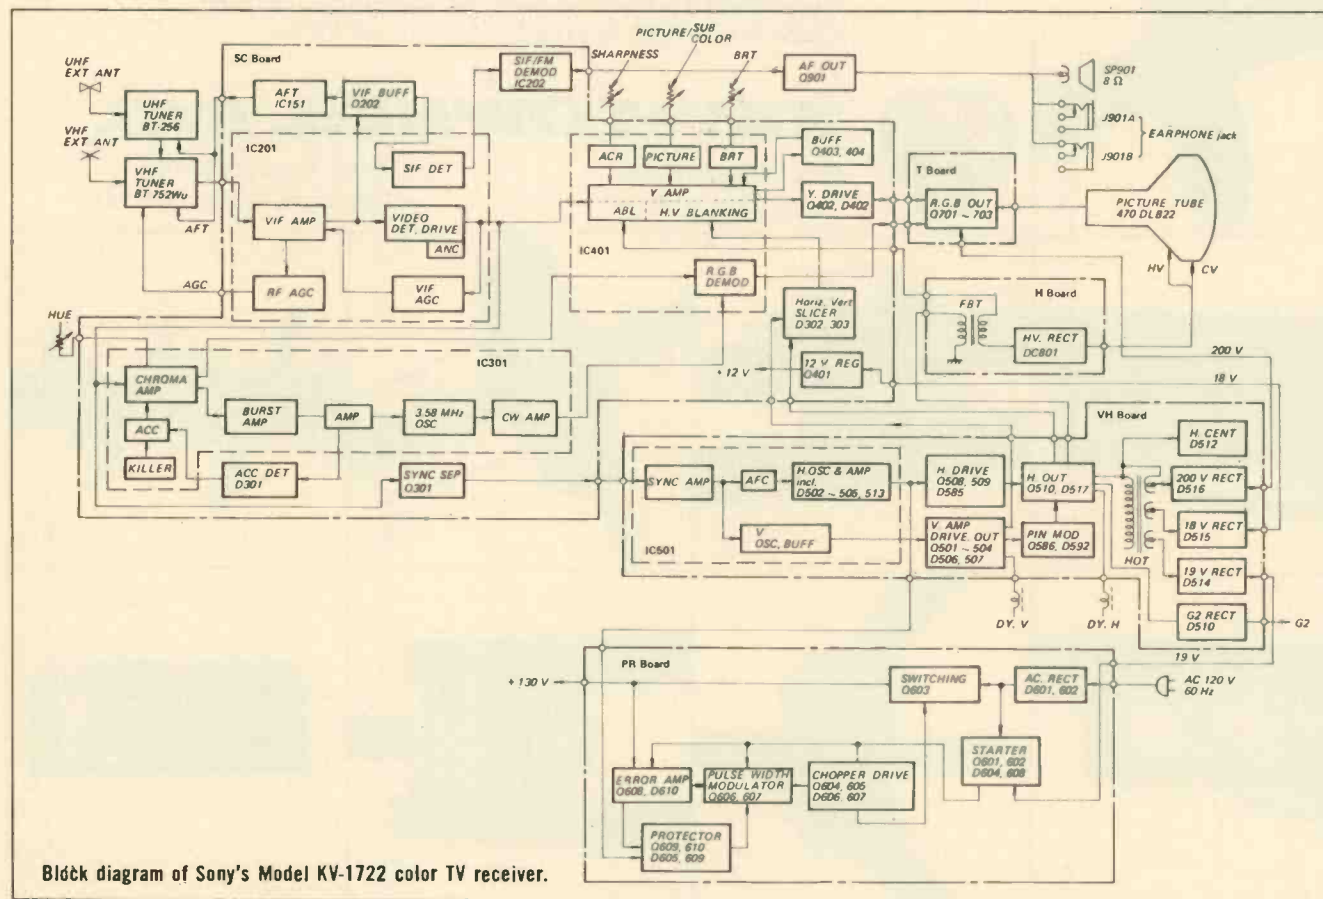 SC Board
UHF
EXT ANT
VHF
EXT ANT
UHF
TUNER
BT-256
VHF
TUNER
BT 752Wu
AFT
IC151
VIF BUFF
Q202
SIF/FM
DEMOD
IC202
SHARPNESS
PICTURE/SUB
COLOR
BRT
AF OUT
Q901
SP901
8 Ω
J901A
EARPHONE jack
J901B
IC201
SIF DET
VIF AMP
VIDEO
DET. DRIVE
ANC
RF AGC
VIF
AGC
AFT
AGC
ACR
PICTURE
BRT
Y AMP
ABL
H.V BLANKING
IC401
R.G.B
DEMOD
BUFF
Q403, 404
Y. DRIVE
Q402, D402
T Board
R.G.B OUT
Q701 ~ 703
PICTURE TUBE
470 DLB22
HV
CV
H Board
FBT
HV. RECT
DC801
Horiz. Vert
SLICER
D302, 303
12 V REG
Q401
+ 12 V
200 V
18 V
HUE
IC301
CHROMA
AMP
ACC
KILLER
BURST
AMP
AMP
3.58 MHz
OSC
CW AMP
ACC DET
D301
SYNC SEP
Q301
VH Board
SYNC AMP
AFC
H.OSC & AMP
incl.
D502 ~ 505, 513
V
OSC, BUFF
IC501
H. DRIVE
Q508, 509
D585
V. AMP
DRIVE. OUT
Q501 ~ 504
D506, 507
H. OUT
Q510, D517
PIN MOD
Q586, D592
HOT
H. CENT
D512
200 V RECT
D516
18 V RECT
D515
19 V RECT
D514
G2 RECT
D510
G2
DY. V
DY. H
19 V
PR Board
+ 130 V
SWITCHING
Q603
AC. RECT
D601, 602
AC 120 V
60 Hz
STARTER
Q601, 602
D604, 608
ERROR AMP
Q608, D610
PULSE WIDTH
MODULATOR
Q606, 607
CHOPPER DRIVE
Q604, 605
D606, 607
PROTECTOR
Q609, 610
D605, 609
Block diagram of Sony's Model KV-1722 color TV receiver.